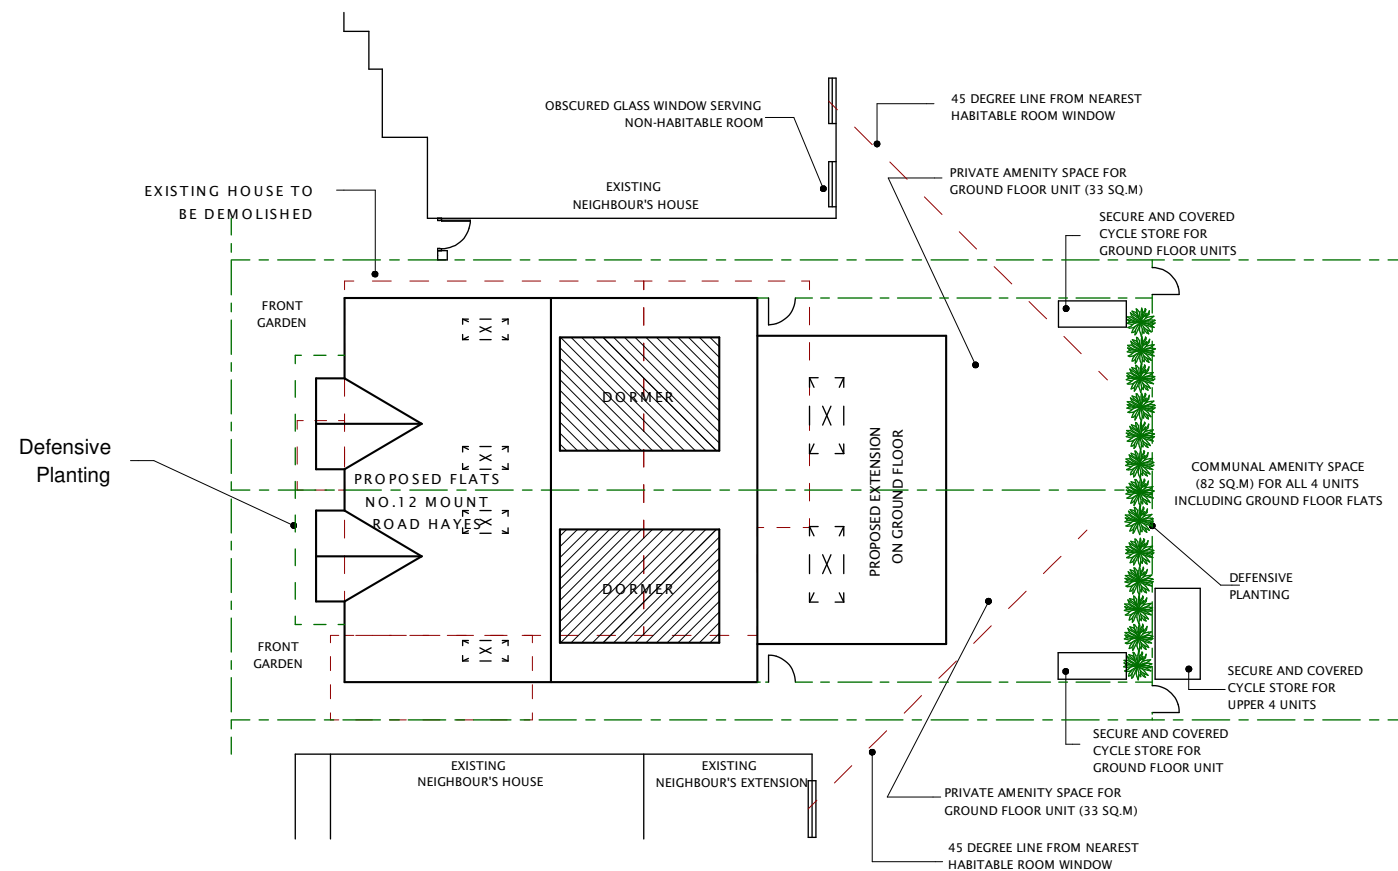 OBSCURED GLASS WINDOW SERVING
NON-HABITABLE ROOM
45 DEGREE LINE FROM NEAREST
HABITABLE ROOM WINDOW
EXISTING HOUSE TO
BE DEMOLISHED
EXISTING
NEIGHBOUR'S HOUSE
PRIVATE AMENITY SPACE FOR
GROUND FLOOR UNIT (33 SQ.M)
SECURE AND COVERED
CYCLE STORE FOR
GROUND FLOOR UNITS
FRONT
GARDEN
DORMER
Defensive
Planting
PROPOSED FLATS
NO.12 MOUNT
ROAD HAYES
PROPOSED EXTENSION
ON GROUND FLOOR
COMMUNAL AMENITY SPACE
(82 SQ.M) FOR ALL 4 UNITS
INCLUDING GROUND FLOOR FLATS
DORMER
DEFENSIVE
PLANTING
FRONT
GARDEN
SECURE AND COVERED
CYCLE STORE FOR
UPPER 4 UNITS
SECURE AND COVERED
CYCLE STORE FOR
GROUND FLOOR UNIT
EXISTING
NEIGHBOUR'S HOUSE
EXISTING
NEIGHBOUR'S EXTENSION
PRIVATE AMENITY SPACE FOR
GROUND FLOOR UNIT (33 SQ.M)
45 DEGREE LINE FROM NEAREST
HABITABLE ROOM WINDOW